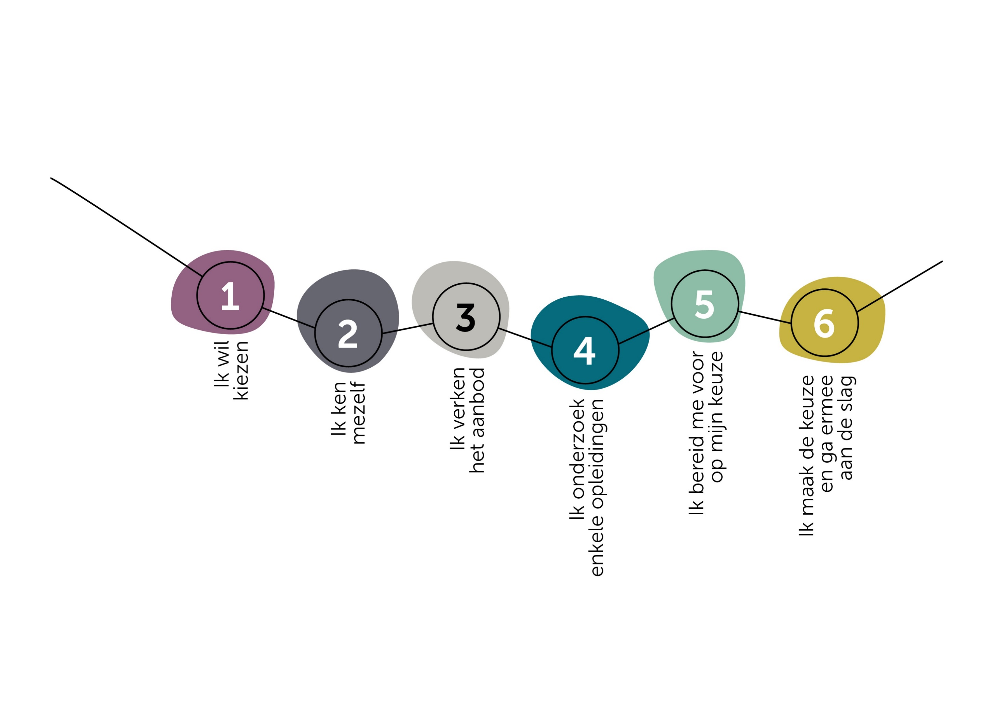 1
Ik wil
kiezen
2
Ik ken
mezelf
3
Ik verken
het aanbod
4
Ik onderzoek
enkele opleidingen
5
Ik bereid me voor
op mijn keuze
6
Ik maak de keuze
en ga ermee
aan de slag